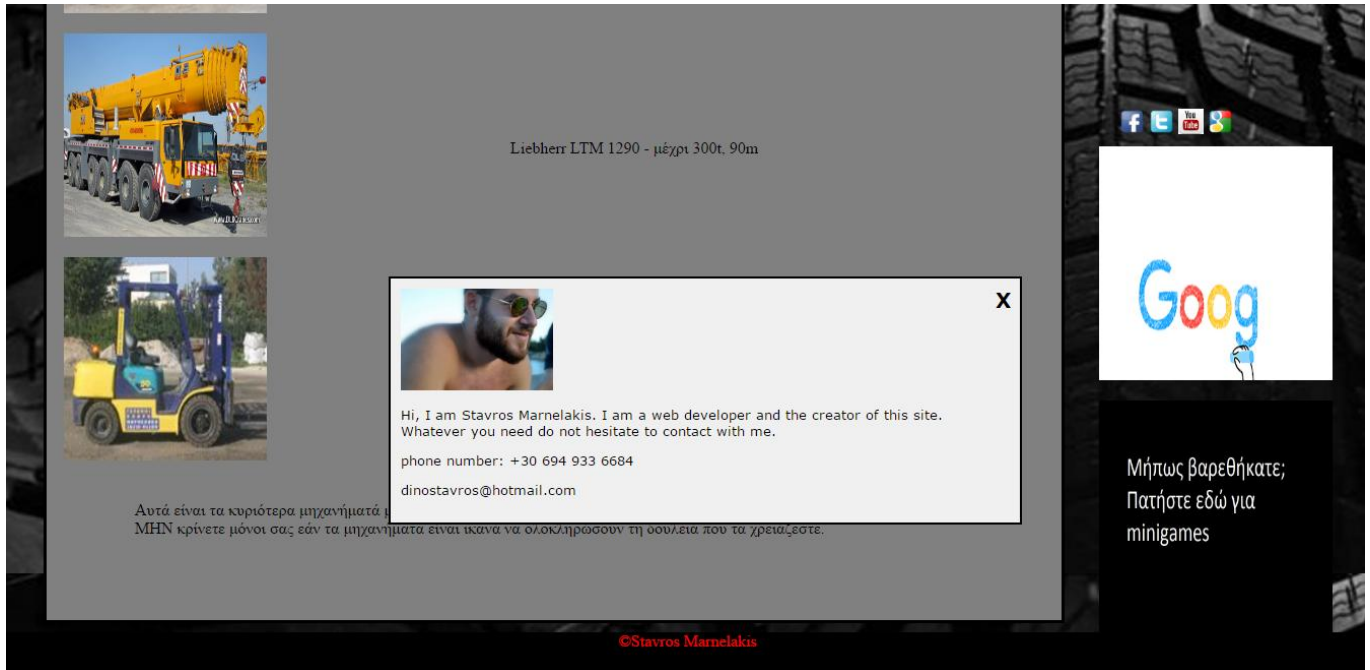 Liebherr LTM 1290 - μέχρι 300t, 90m
You
Tube
Goog
X
Hi, I am Stavros Marnelakis. I am a web developer and the creator of this site.
Whatever you need do not hesitate to contact with me.
phone number: +30 694 933 6684
dinostavros@hotmail.com
Αυτά είναι τα κυριότερα μηχανήματά
ΜΗΝ κρίνετε μόνοι σας εάν τα μηχανήματα είναι ικανά να ολοκληρώσουν τη δουλειά που τα χρειάζεστε.
Μήπως βαρεθήκατε;
Πατήστε εδώ για
minigames
©Stavros Marnelakis